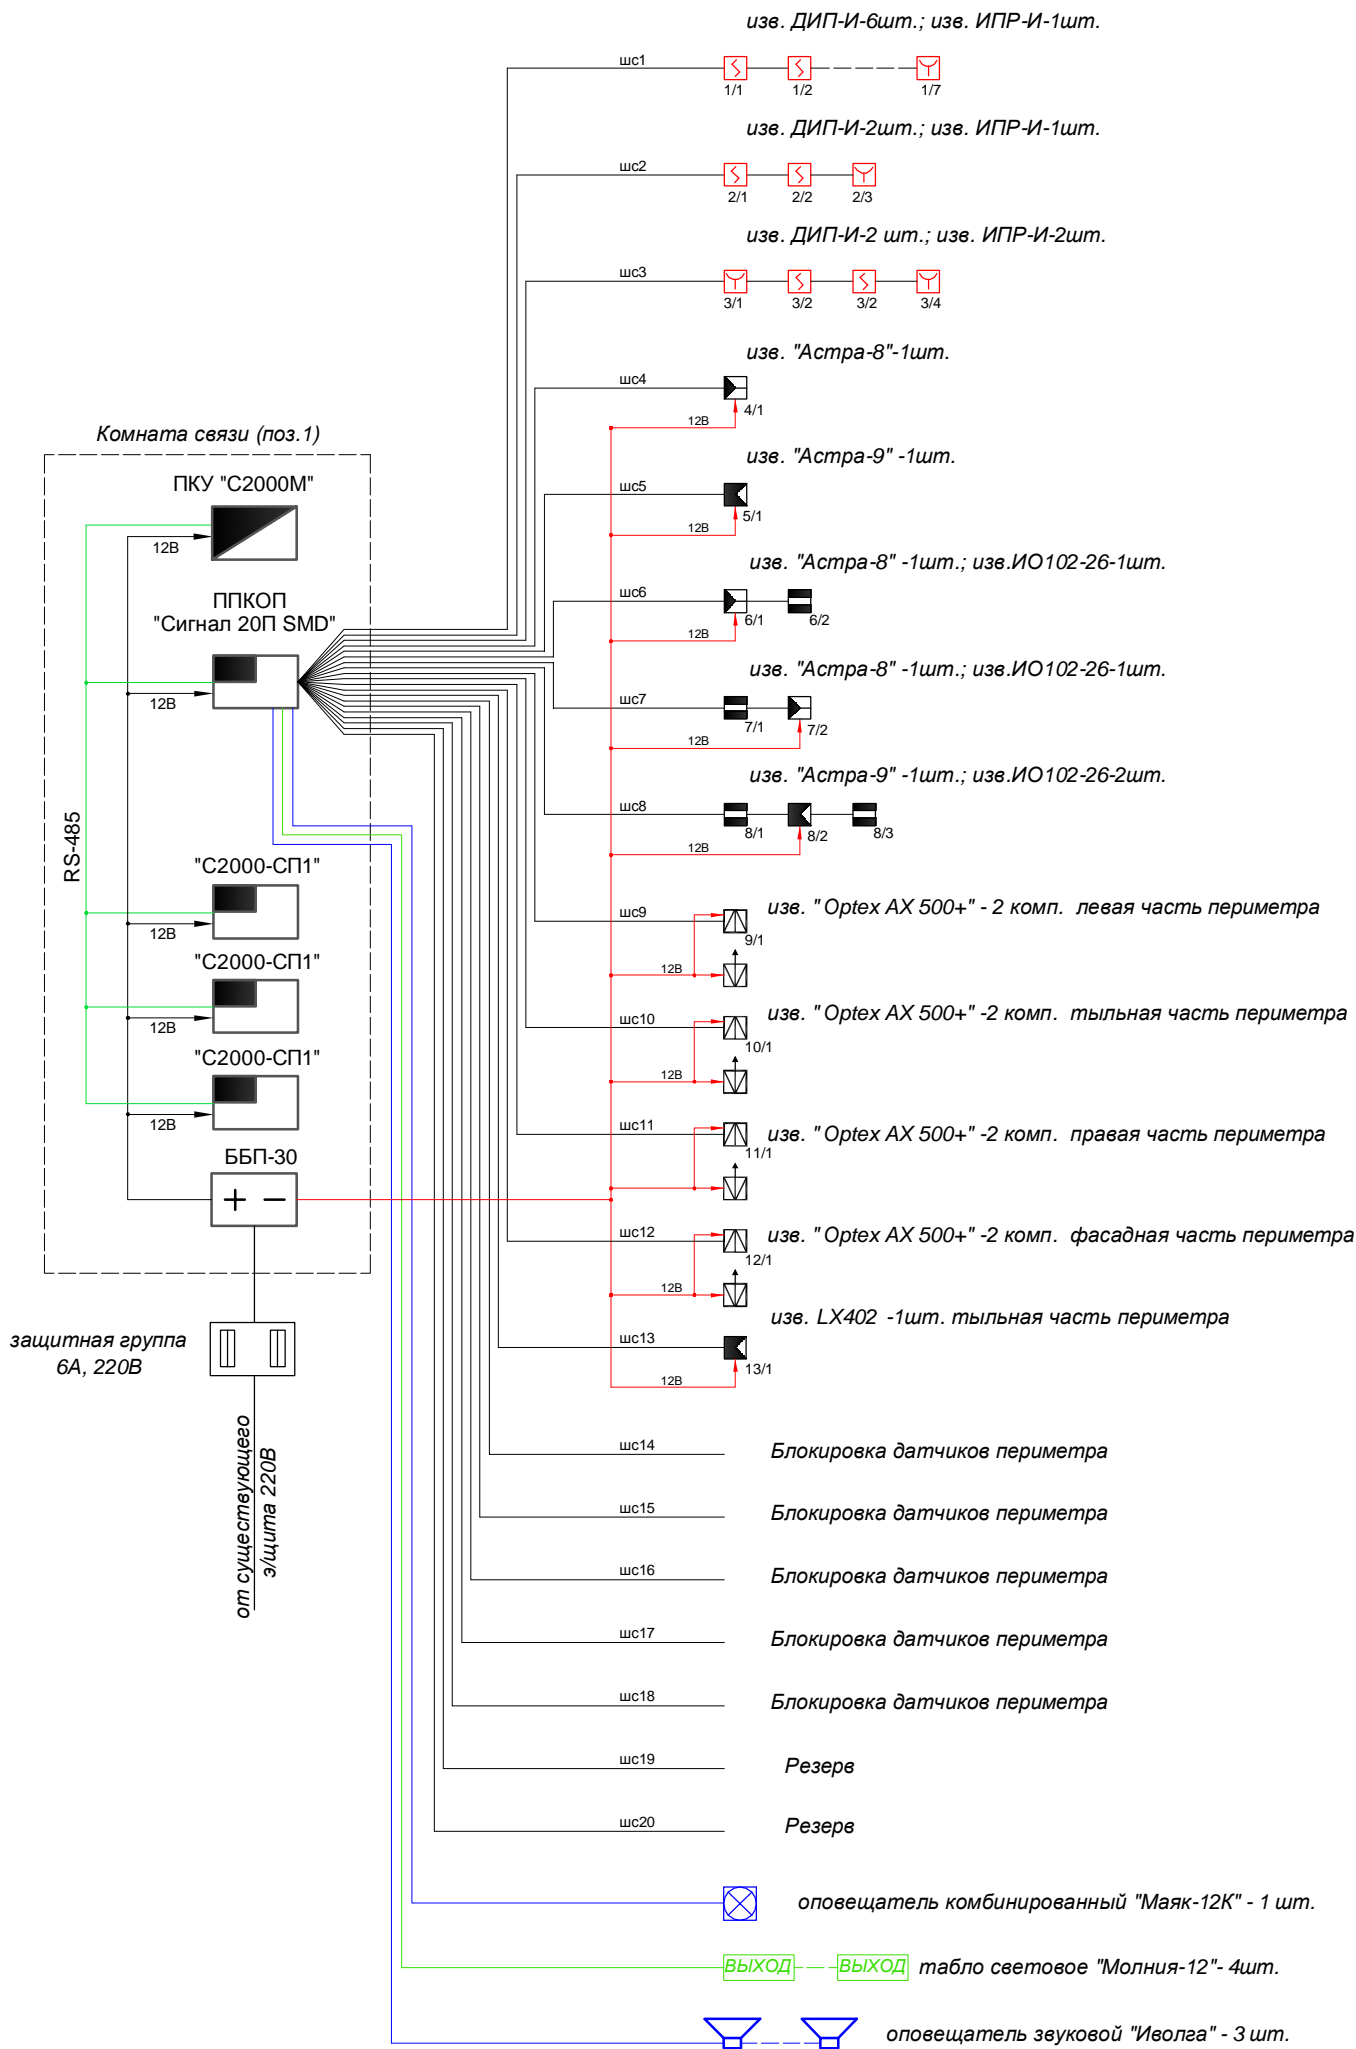 изв. ДИП-И-6шт.; изв. ИПР-И-1шт.
шс1
1/1
1/2
1/7
изв. ДИП-И-2шт.; изв. ИПР-И-1шт.
шс2
2/1
2/2
2/3
изв. ДИП-И-2 шт.; изв. ИПР-И-2шт.
шс3
3/1
3/2
3/2
3/4
изв. "Астра-8"-1шт.
шс4
4/1
12В
изв. "Астра-9" -1шт.
шс5
5/1
12В
изв. "Астра-8" -1шт.; изв.ИО102-26-1шт.
шс6
6/1
6/2
12В
изв. "Астра-8" -1шт.; изв.ИО102-26-1шт.
шс7
7/1
7/2
12В
изв. "Астра-9" -1шт.; изв.ИО102-26-2шт.
шс8
8/1
8/2
8/3
12В
изв. " Optex AX 500+" - 2 комп. левая часть периметра
шс9
9/1
12В
изв. " Optex AX 500+" -2 комп. тыльная часть периметра
шс10
10/1
12В
изв. " Optex AX 500+" -2 комп. правая часть периметра
шс11
11/1
изв. " Optex AX 500+" -2 комп. фасадная часть периметра
шс12
12/1
12В
изв. LX402 -1шт. тыльная часть периметра
шс13
13/1
12В
шс14
Блокировка датчиков периметра
шс15
Блокировка датчиков периметра
шс16
Блокировка датчиков периметра
шс17
Блокировка датчиков периметра
шс18
Блокировка датчиков периметра
шс19
Резерв
шс20
Резерв
оповещатель комбинированный "Маяк-12К" - 1 шт.
ВЫХОД
ВЫХОД
табло световое "Молния-12"- 4шт.
оповещатель звуковой "Иволга" - 3 шт.
Комната связи (поз.1)
ПКУ "С2000М"
12В
ППКОП
"Сигнал 20П SMD"
12В
RS-485
"С2000-СП1"
12В
"С2000-СП1"
12В
"С2000-СП1"
12В
ББП-30
защитная группа
6А, 220В
от существующего
э/щита 220В